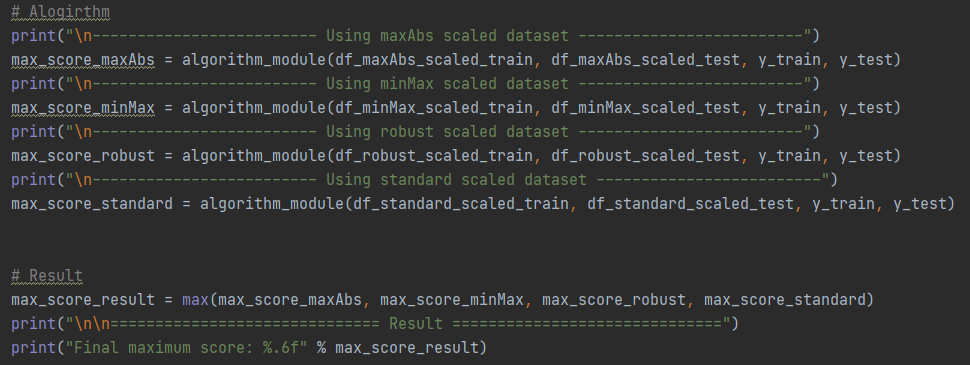 # Alogirthm
print("\n------------------------- Using maxAbs scaled dataset -------------------------")
max_score_maxAbs = algorithm_module(df_maxAbs_scaled_train, df_maxAbs_scaled_test, y_train, y_test)
print("\n------------------------- Using minMax scaled dataset -------------------------")
max_score_minMax = algorithm_module(df_minMax_scaled_train, df_minMax_scaled_test, y_train, y_test)
print("\n------------------------- Using robust scaled dataset -------------------------")
max_score_robust = algorithm_module(df_robust_scaled_train, df_robust_scaled_test, y_train, y_test)
print("\n------------------------- Using standard scaled dataset -------------------------")
max_score_standard = algorithm_module(df_standard_scaled_train, df_standard_scaled_test, y_train, y_test)
# Result
max_score_result = max(max_score_maxAbs, max_score_minMax, max_score_robust, max_score_standard)
print("\n\n============================== Result ==============================")
print("Final maximum score: %.6f" % max_score_result)